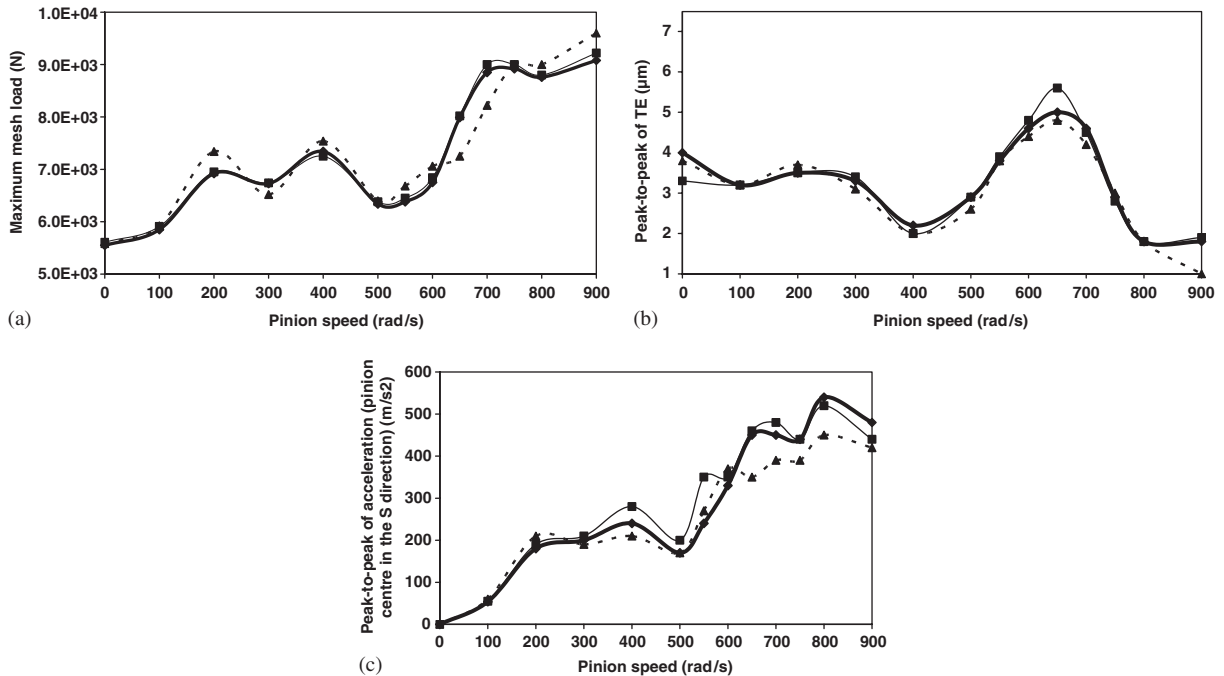 Maximum mesh load (N)
1.0E+04
9.0E+03
8.0E+03
7.0E+03
6.0E+03
5.0E+03
0 100 200 300 400 500 600 700 800 900
Pinion speed (rad/s)
(a)
Peak-to-peak of TE (μm)
7
6
5
4
3
2
1
0 100 200 300 400 500 600 700 800 900
Pinion speed (rad/s)
(b)
Peak-to-peak of acceleration (pinion
centre in the S direction) (m/s2)
600
500
400
300
200
100
0
0 100 200 300 400 500 600 700 800 900
Pinion speed (rad/s)
(c)